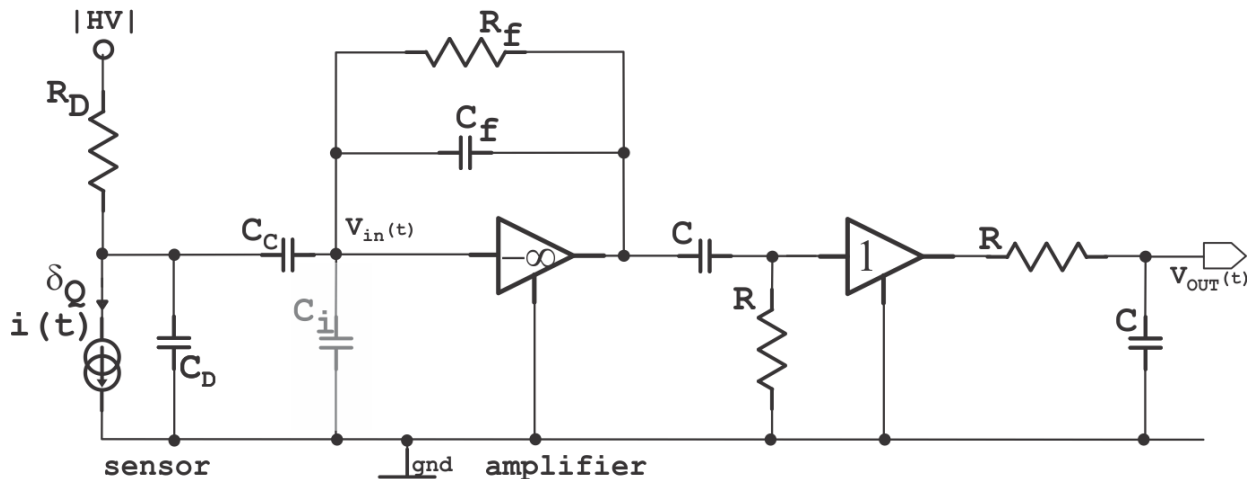 |HV|
R_f
R_D
C_f
C_C
V_in(t)
-∞
C
1
R
V_OUT(t)
δ_Q
i(t)
C_D
C_i
R
C
sensor
gnd
amplifier